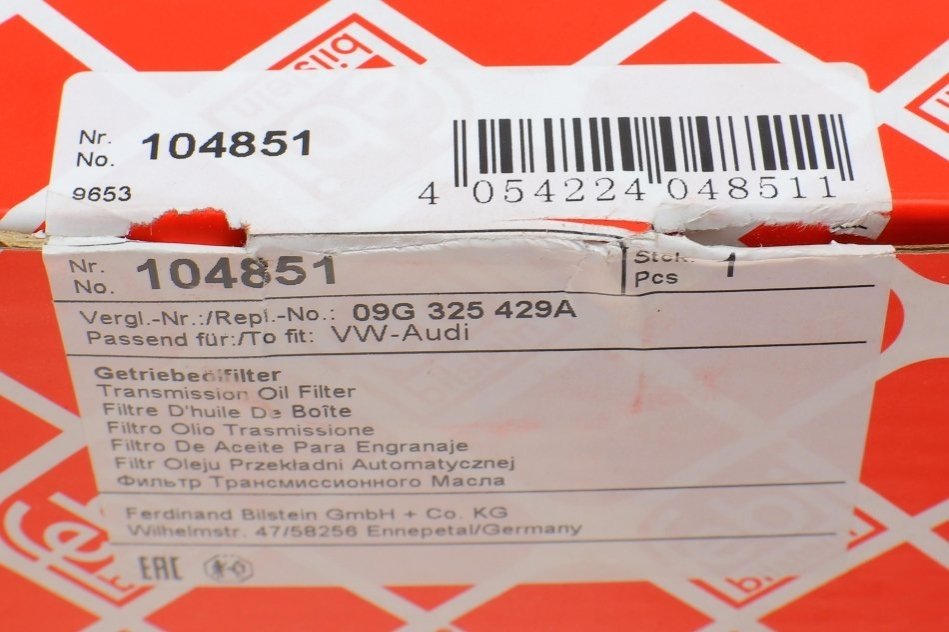 Nr.
No. 104851
9653
4 054224 048511
Nr.
No. 104851
Stck.
Pcs 1
Vergl.-Nr.:/Repl.-No.: 09G 325 429A
Passend für:/To fit: VW-Audi
Getriebeölfilter
Transmission Oil Filter
Filtre D'huile De Boîte
Filtro Olio Trasmissione
Filtro De Aceite Para Engranaje
Filtr Oleju Przekładni Automatycznej
Фильтр Трансмиссионного Масла
Ferdinand Bilstein GmbH + Co. KG
Wilhelmstr. 47/58256 Ennepetal/Germany
EAC
febi
bilstein